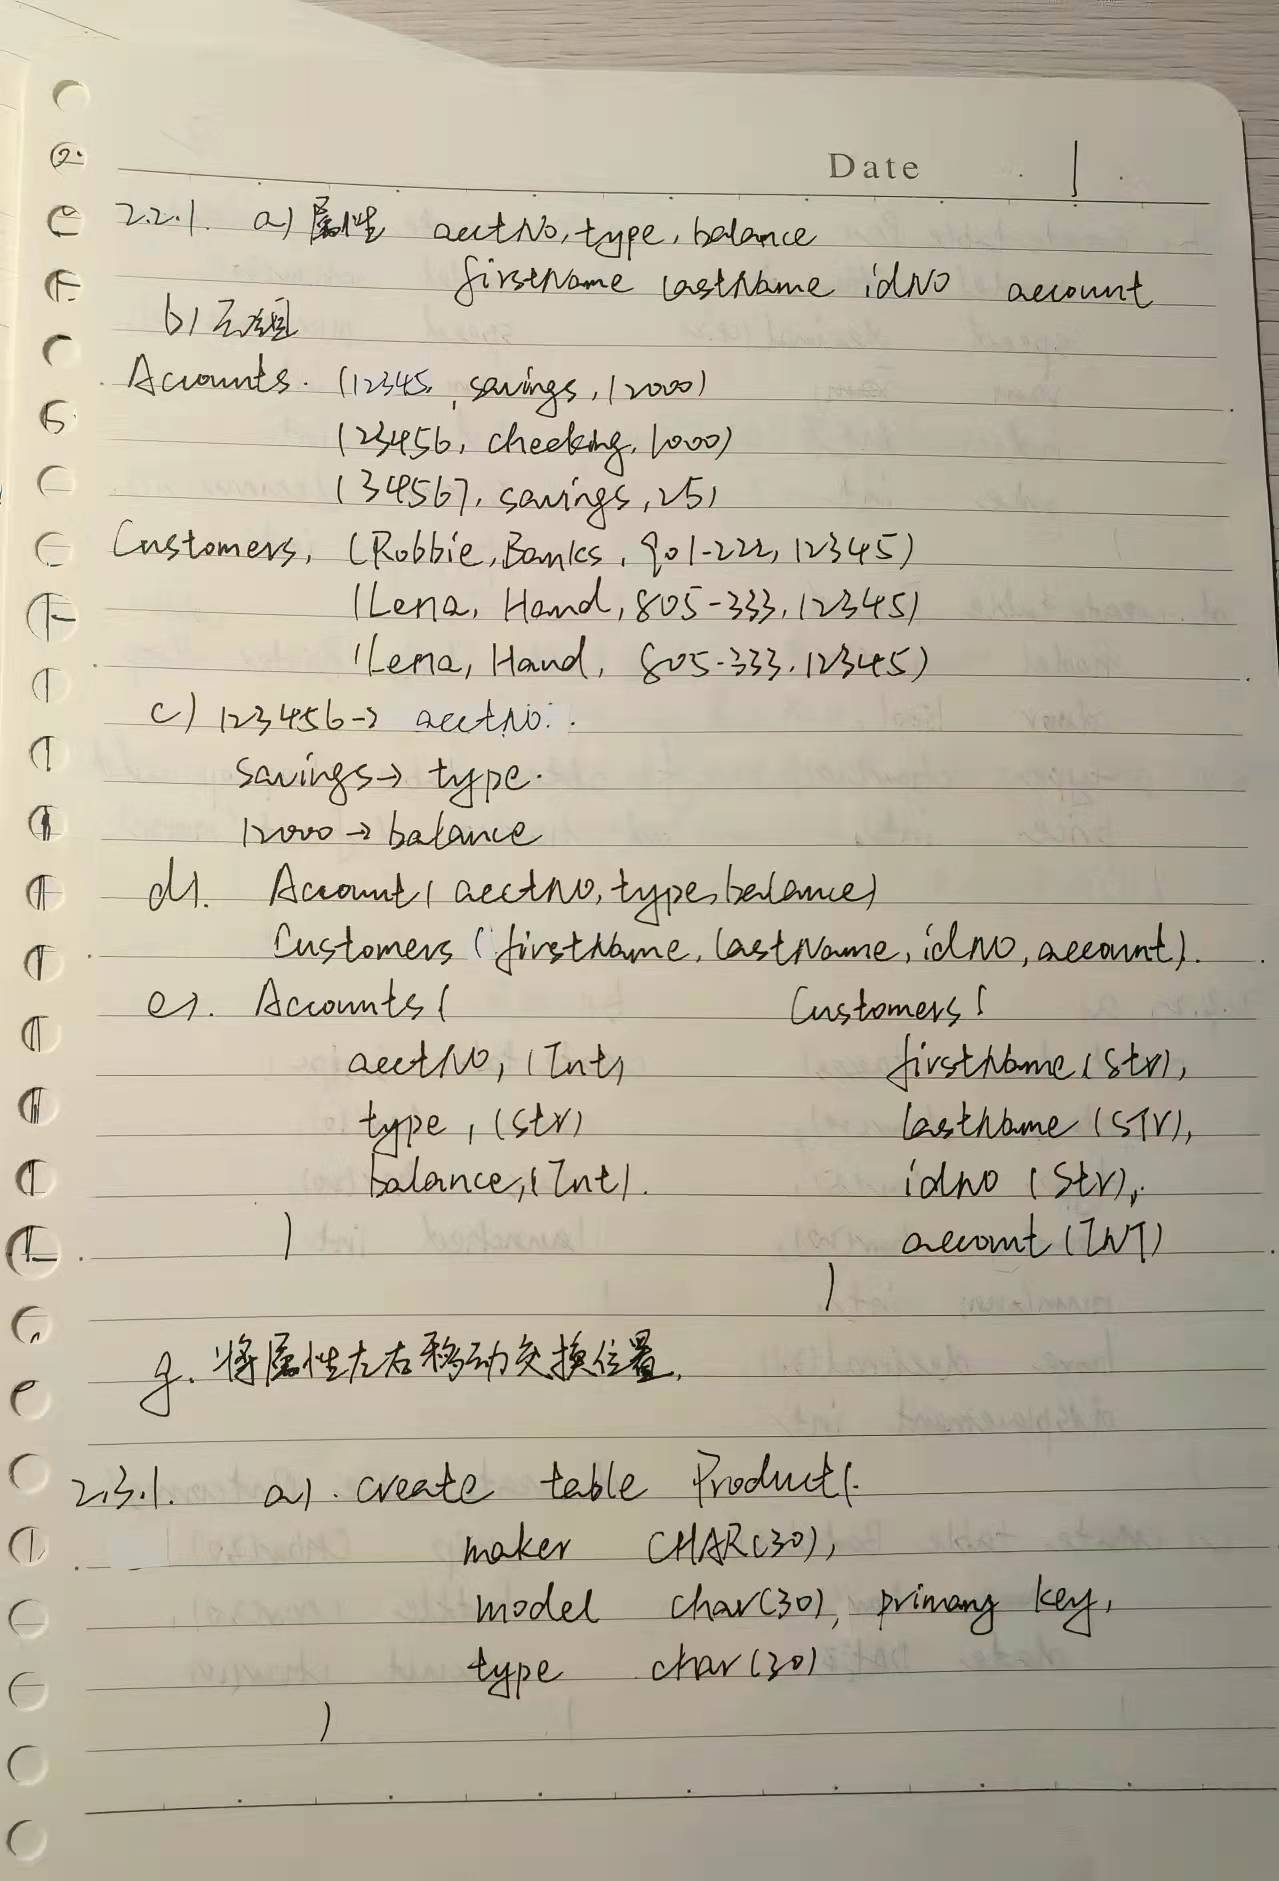 Date
2.2.1. a) 属性 acctNo, type, balance
firstName lastName idNo account
b) 元组
Accounts. (12345, savings, 12000)
(23456, checking, 1000)
(34567, savings, 25)
Customers, (Robbie, Banks, 901-222, 12345)
(Lena, Hand, 805-333, 12345)
(Lena, Hand, 805-333, 12345)
c) 123456→ acctNo.
savings→ type.
12000→ balance
d). Account( acctNo, type, balance)
Customers (firstName, lastName, idNo, account).
e). Accounts( Customers(
acctNo, (Int) firstName (Str),
type, (str) lastName (STr),
balance, (Int). idNo (Str),
) account (INT)
)
g. 将属性左右移动交换位置.
2.3.1. a). create table Product(.
maker CHAR(30),
model char(30), primany key,
type char(30)
)